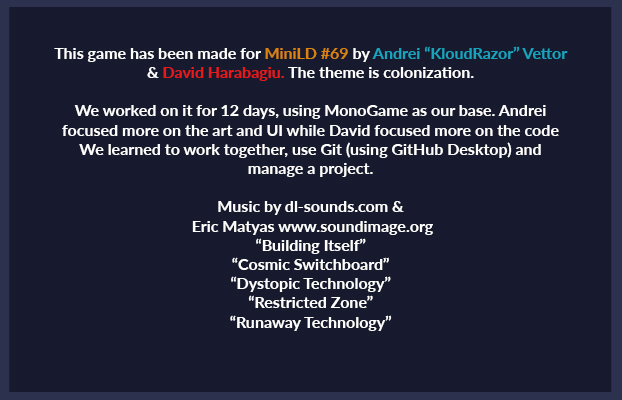 This game has been made for MiniLD #69 by Andrei “KloudRazor” Vettor
& David Harabagiu. The theme is colonization.
We worked on it for 12 days, using MonoGame as our base. Andrei
focused more on the art and UI while David focused more on the code
We learned to work together, use Git (using GitHub Desktop) and
manage a project.
Music by dl-sounds.com &
Eric Matyas www.soundimage.org
“Building Itself”
“Cosmic Switchboard”
“Dystopic Technology”
“Restricted Zone”
“Runaway Technology”